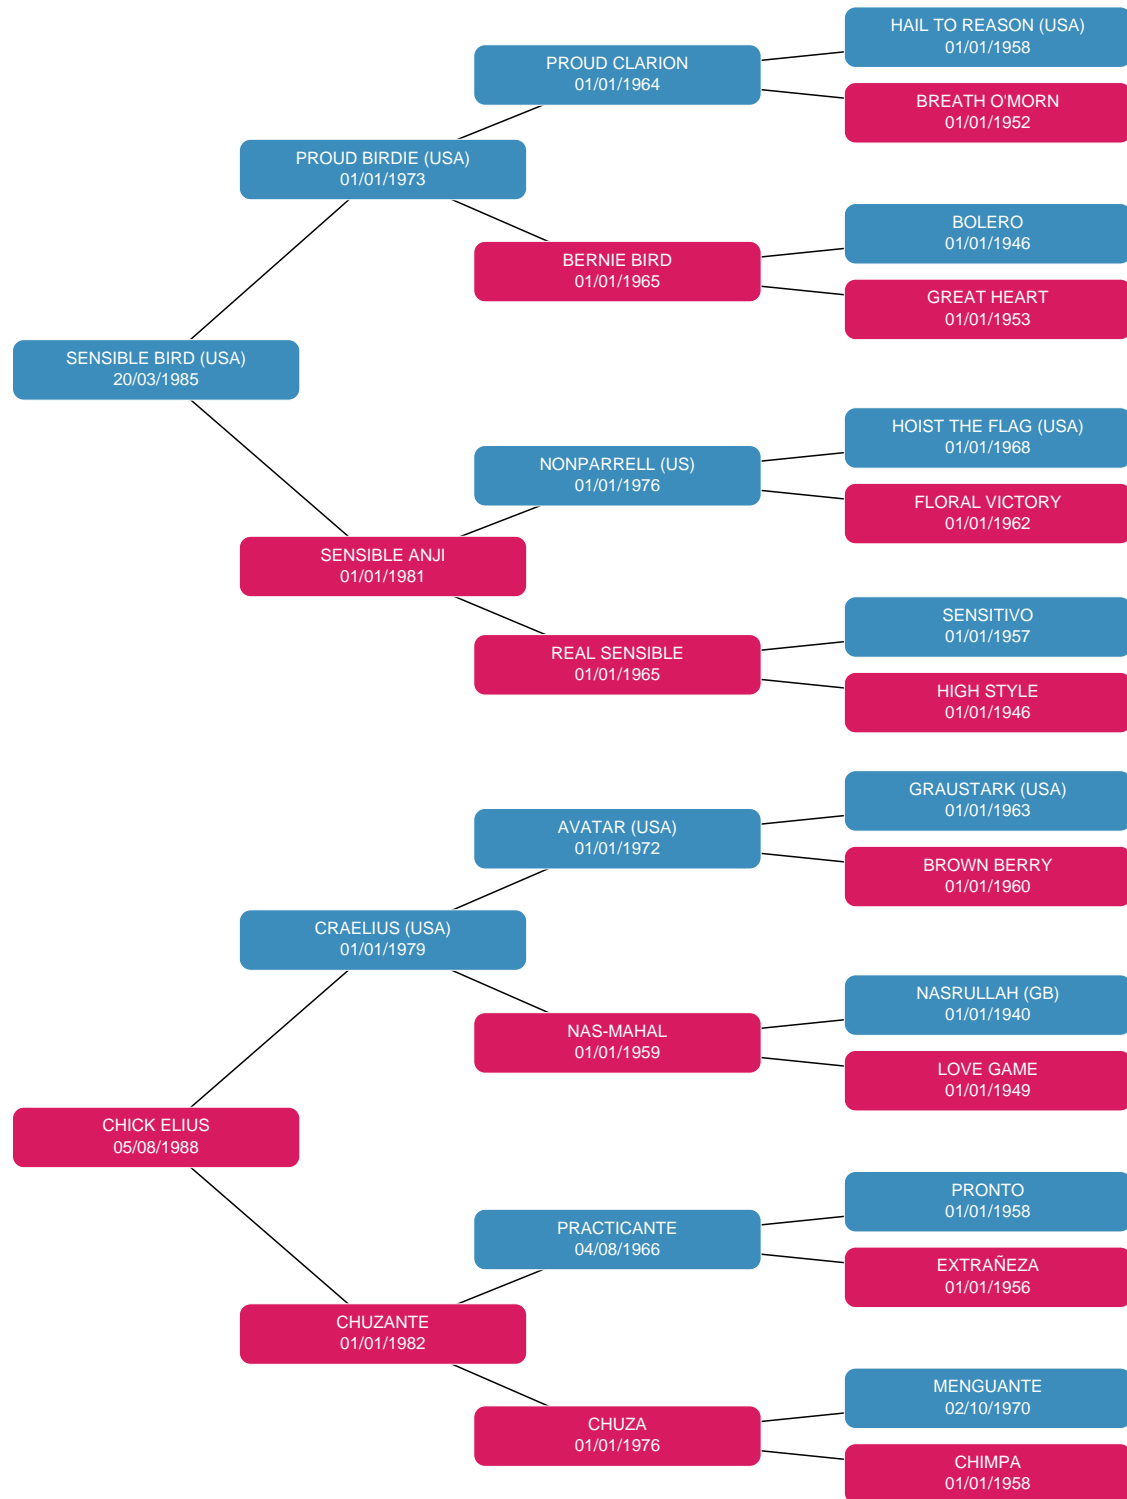 HAIL TO REASON (USA)
01/01/1958
PROUD CLARION
01/01/1964
BREATH O'MORN
01/01/1952
PROUD BIRDIE (USA)
01/01/1973
BOLERO
01/01/1946
BERNIE BIRD
01/01/1965
GREAT HEART
01/01/1953
SENSIBLE BIRD (USA)
20/03/1985
HOIST THE FLAG (USA)
01/01/1968
NONPARRELL (US)
01/01/1976
FLORAL VICTORY
01/01/1962
SENSIBLE ANJI
01/01/1981
SENSITIVO
01/01/1957
REAL SENSIBLE
01/01/1965
HIGH STYLE
01/01/1946
GRAUSTARK (USA)
01/01/1963
AVATAR (USA)
01/01/1972
BROWN BERRY
01/01/1960
CRAELIUS (USA)
01/01/1979
NASRULLAH (GB)
01/01/1940
NAS-MAHAL
01/01/1959
LOVE GAME
01/01/1949
CHICK ELIUS
05/08/1988
PRONTO
01/01/1958
PRACTICANTE
04/08/1966
EXTRAÑEZA
01/01/1956
CHUZANTE
01/01/1982
MENGUANTE
02/10/1970
CHUZA
01/01/1976
CHIMPA
01/01/1958